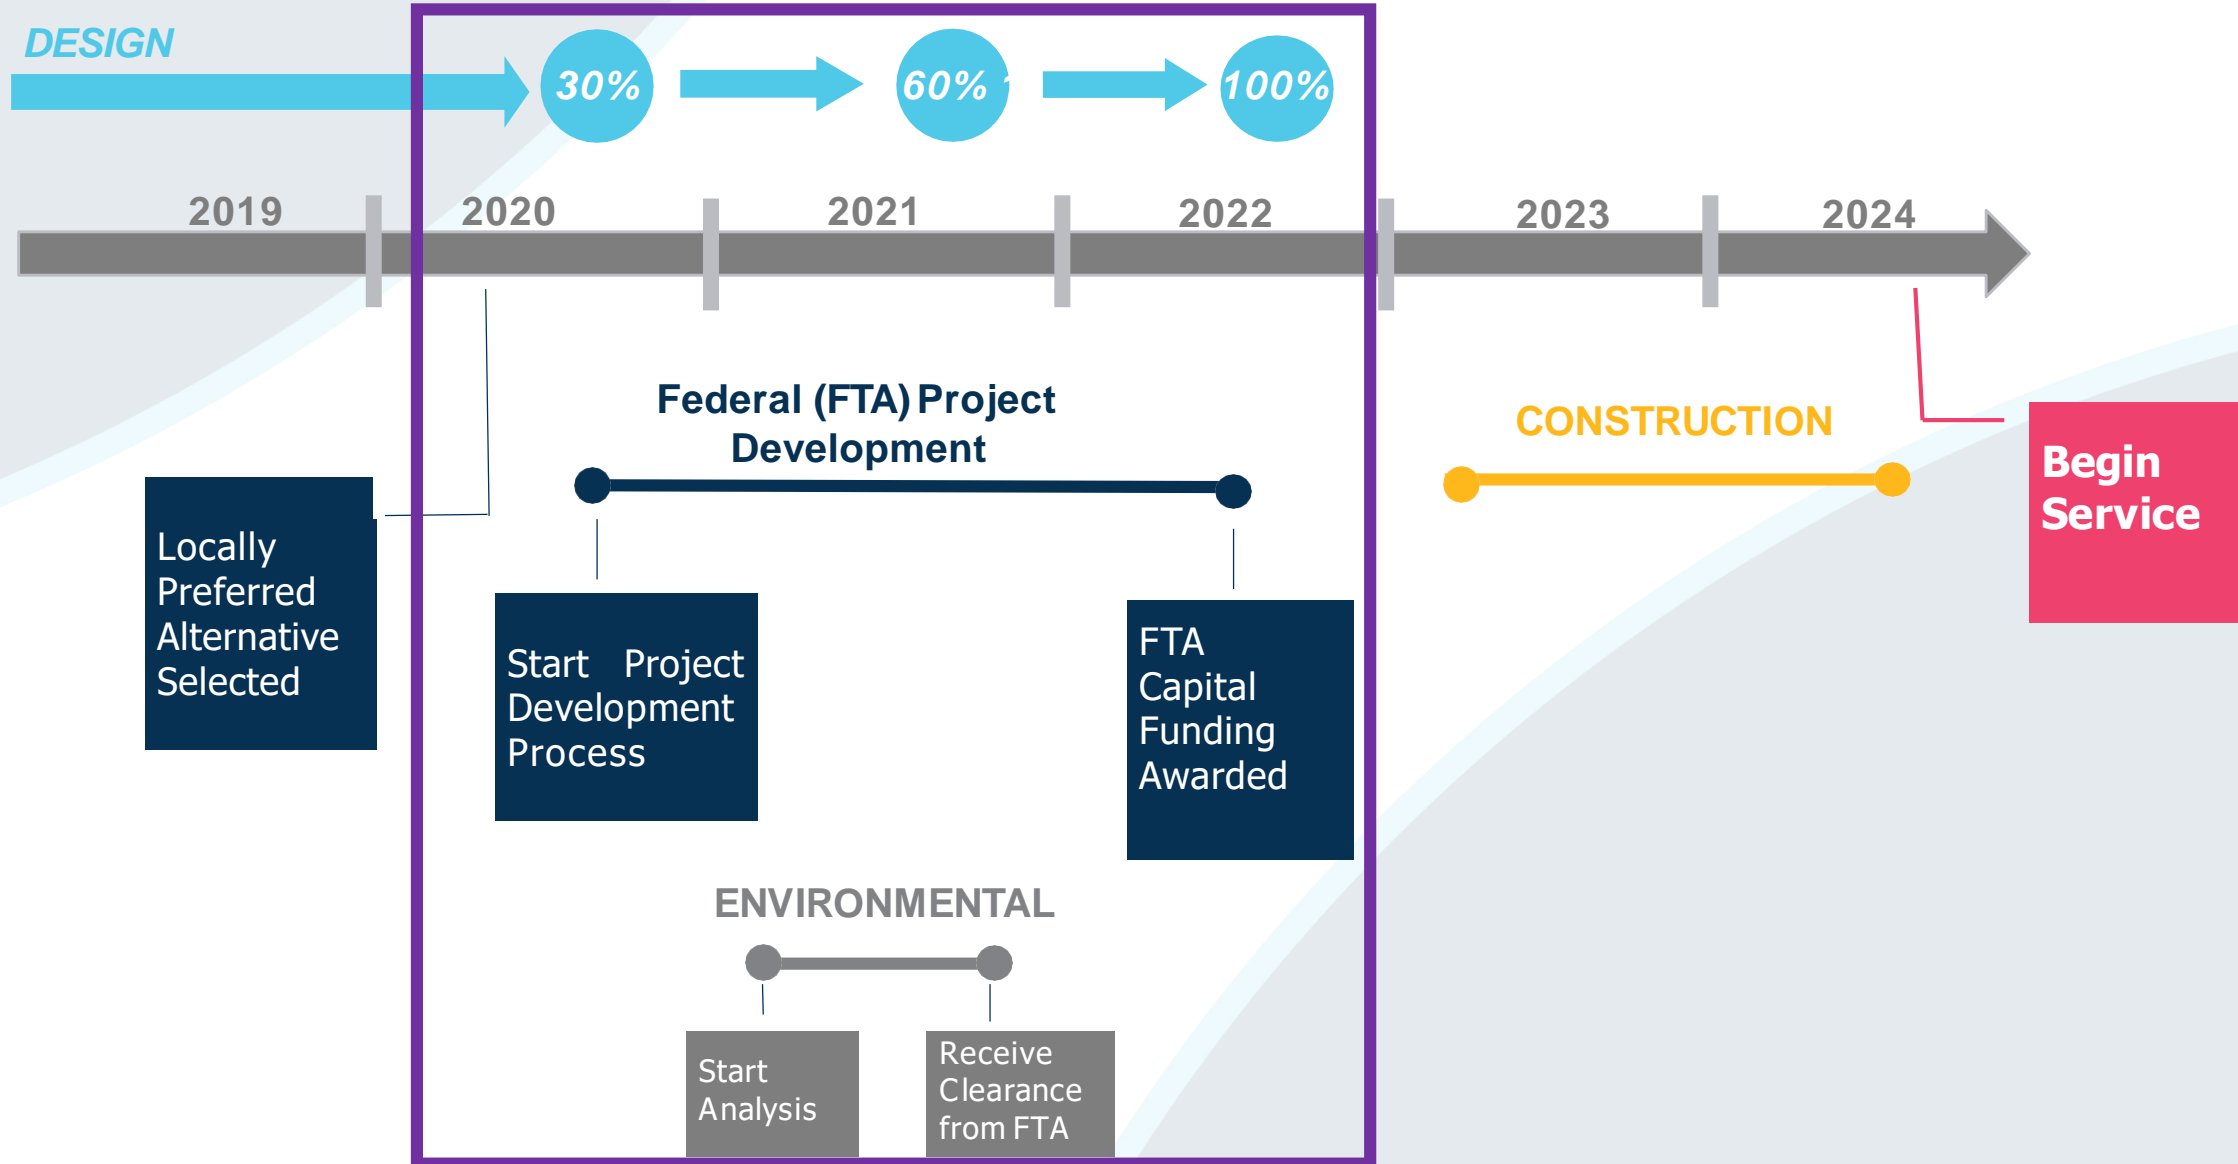 DESIGN
30%
60%
100%
2019
2020
2021
2022
2023
2024
Federal (FTA) Project
Development
CONSTRUCTION
Begin
Service
Locally
Preferred
Alternative
Selected
Start Project
Development
Process
FTA
Capital
Funding
Awarded
ENVIRONMENTAL
Start
Analysis
Receive
Clearance
from FTA